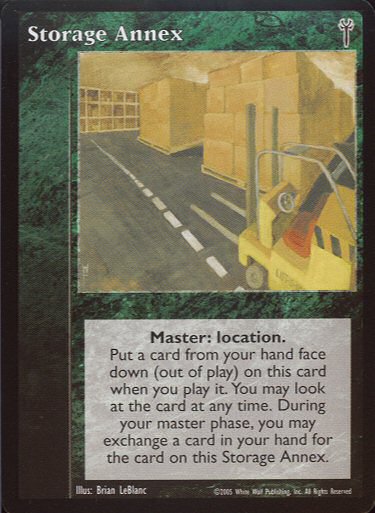 Storage Annex
Master: location.
Put a card from your hand face
down (out of play) on this card
when you play it. You may look
at the card at any time. During
your master phase, you may
exchange a card in your hand for
the card on this Storage Annex.
Illus: Brian LeBlanc
©2005 White Wolf Publishing, Inc. All Rights Reserved